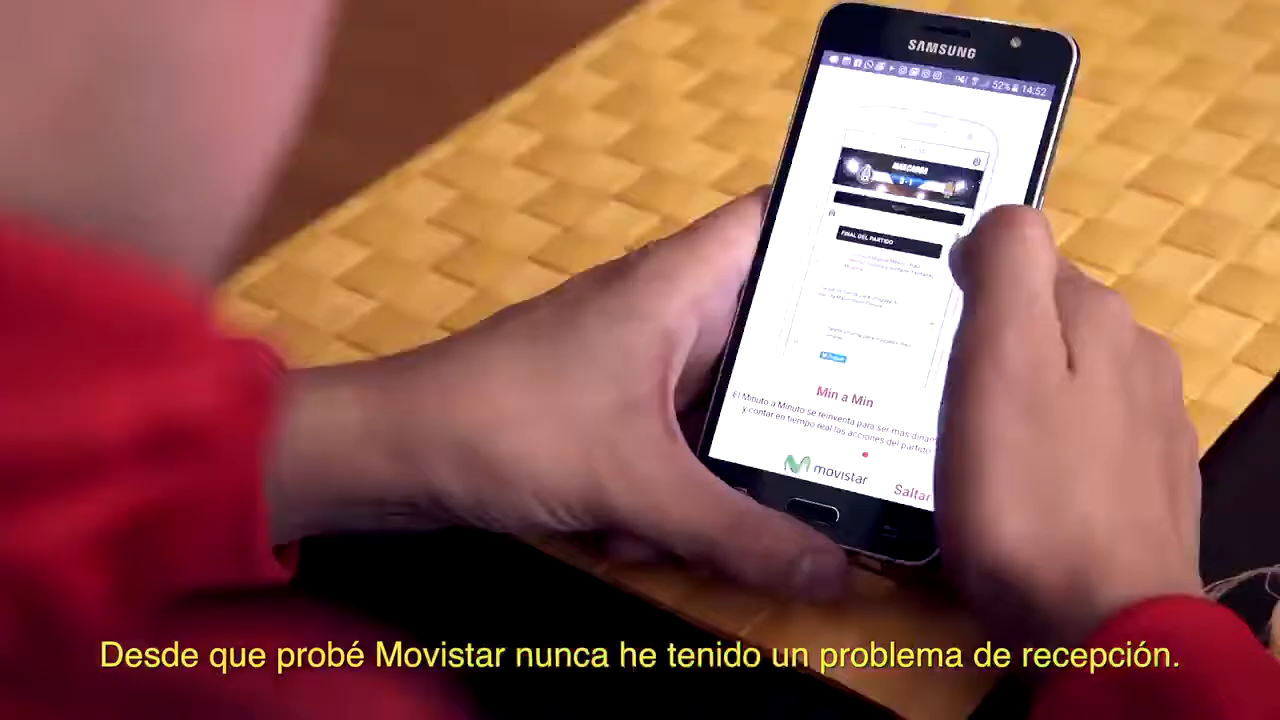 SAMSUNG
52% 14:52
FINAL DEL PARTIDO
Min a Min
El Minuto a Minuto se reinventa para ser más
y contar en tiempo real las acciones del partido
movistar
Saltar
Desde que probé Movistar nunca he tenido un problema de recepción.